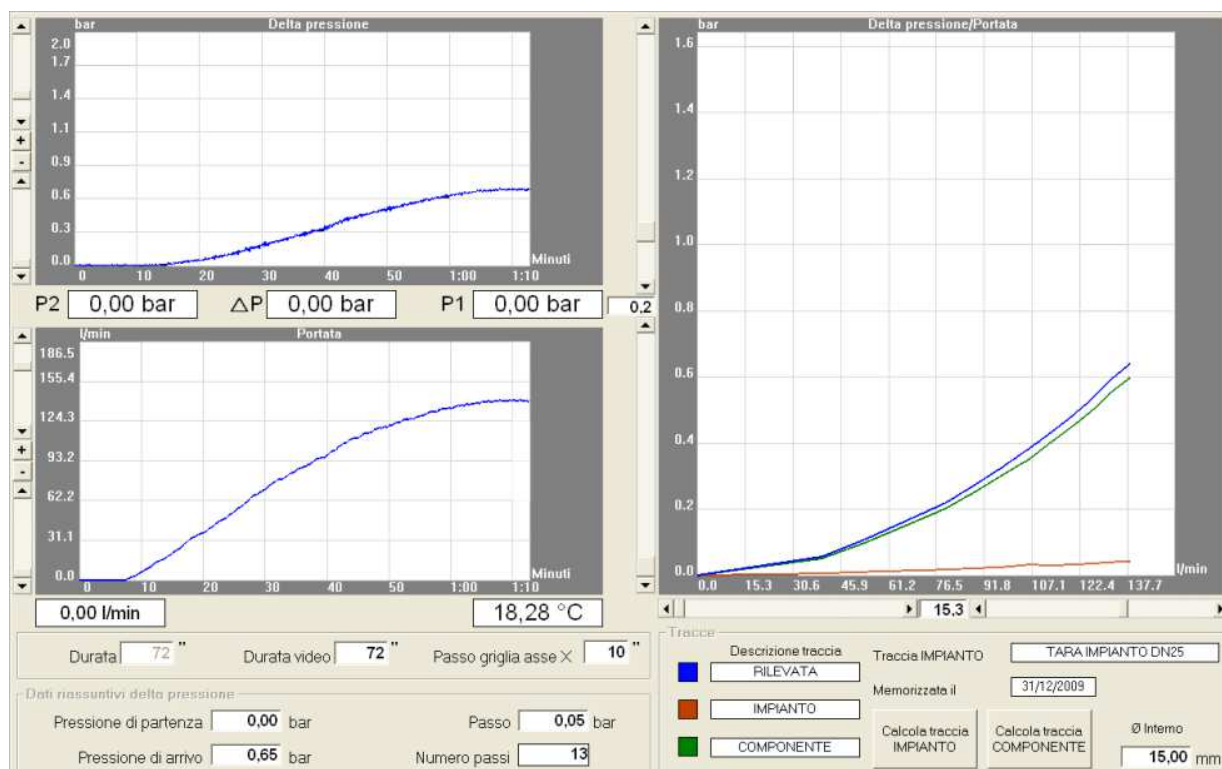 bar Delta pressione
2.0
1.7
1.4
1.1
0.9
0.6
0.3
0.0
Minuti
0 10 20 30 40 50 1:00 1:10
P2 0,00 bar △P 0,00 bar P1 0,00 bar 0,2
l/min Portata
186.5
155.4
124.3
93.2
62.2
31.1
0.0
Minuti
0 10 20 30 40 50 1:00 1:10
0,00 l/min 18,28 °C
+
-
+
-
Durata 72 " Durata video 72 " Passo griglia asse X 10 "
Dati riassuntivi delta pressione
Pressione di partenza 0,00 bar Passo 0,05 bar
Pressione di arrivo 0,65 bar Numero passi 13
bar Delta pressione/Portata
1.6
1.4
1.2
1.0
0.8
0.6
0.4
0.2
0.0
l/min
0.0 15.3 30.6 45.9 61.2 76.5 91.8 107.1 122.4 137.7
15,3
Tracce
Descrizione traccia
RILEVATA
IMPIANTO
COMPONENTE
Traccia IMPIANTO TARA IMPIANTO DN25
Memorizzata il 31/12/2009
Calcola traccia IMPIANTO
Calcola traccia COMPONENTE
Ø Interno
15,00 mm